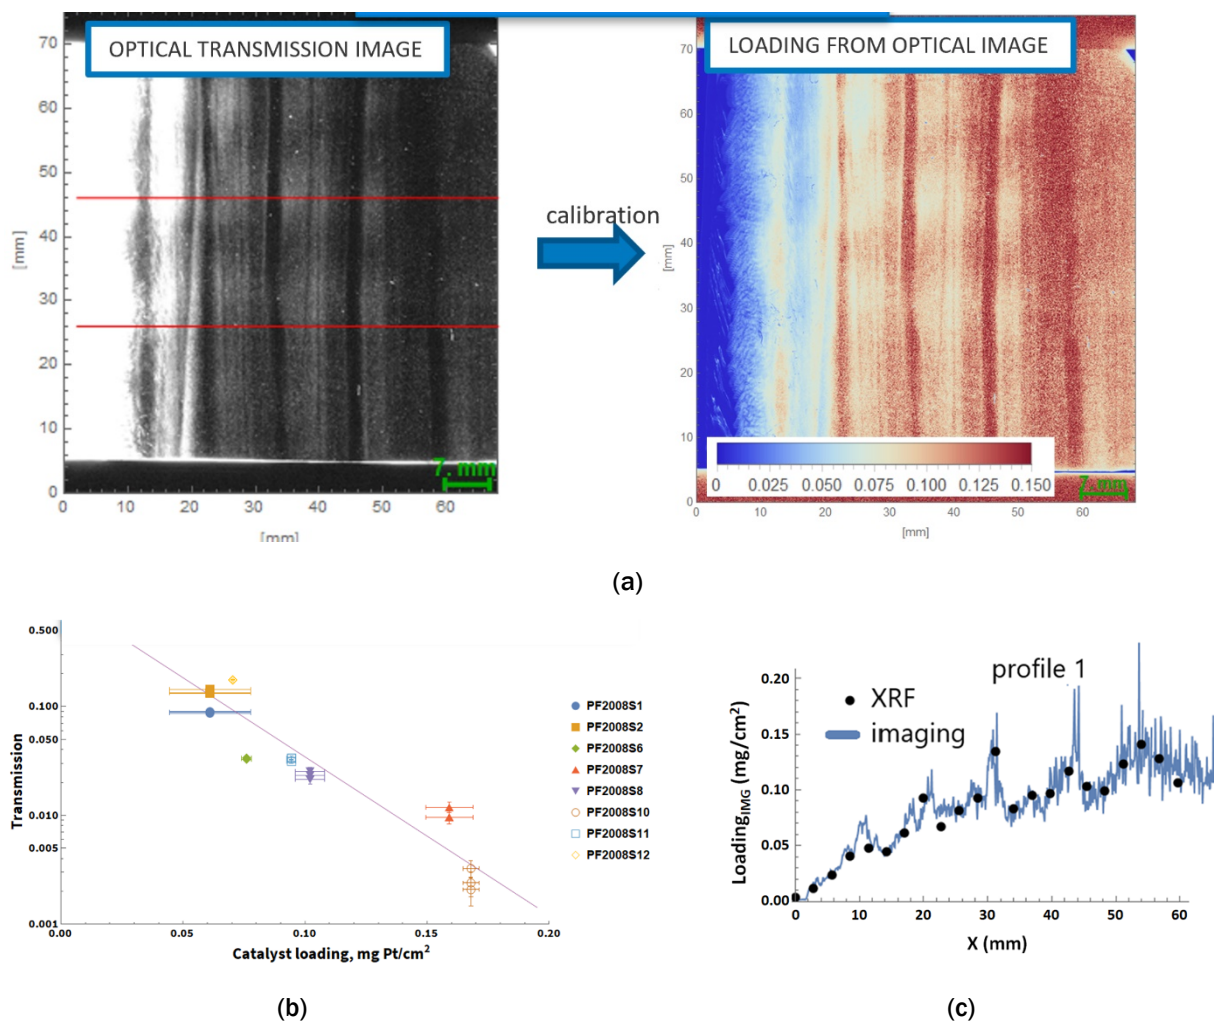 OPTICAL TRANSMISSION IMAGE
LOADING FROM OPTICAL IMAGE
70
60
50
40
30
20
10
0
[mm]
0 10 20 30 40 50 60
[mm]
7. mm
calibration
70
60
50
40
30
20
10
0
[mm]
0 0.025 0.050 0.075 0.100 0.125 0.150
7. mm
0 10 20 30 40 50 60
[mm]
(a)
0.500
0.100
0.050
0.010
0.005
0.001
Transmission
0.00 0.05 0.10 0.15 0.20
Catalyst loading, mg Pt/cm²
PF2008S1
PF2008S2
PF2008S6
PF2008S7
PF2008S8
PF2008S10
PF2008S11
PF2008S12
(b)
profile 1
XRF
imaging
0.20
0.15
0.10
0.05
0.00
Loading_IMG (mg/cm²)
0 10 20 30 40 50 60
X (mm)
(c)